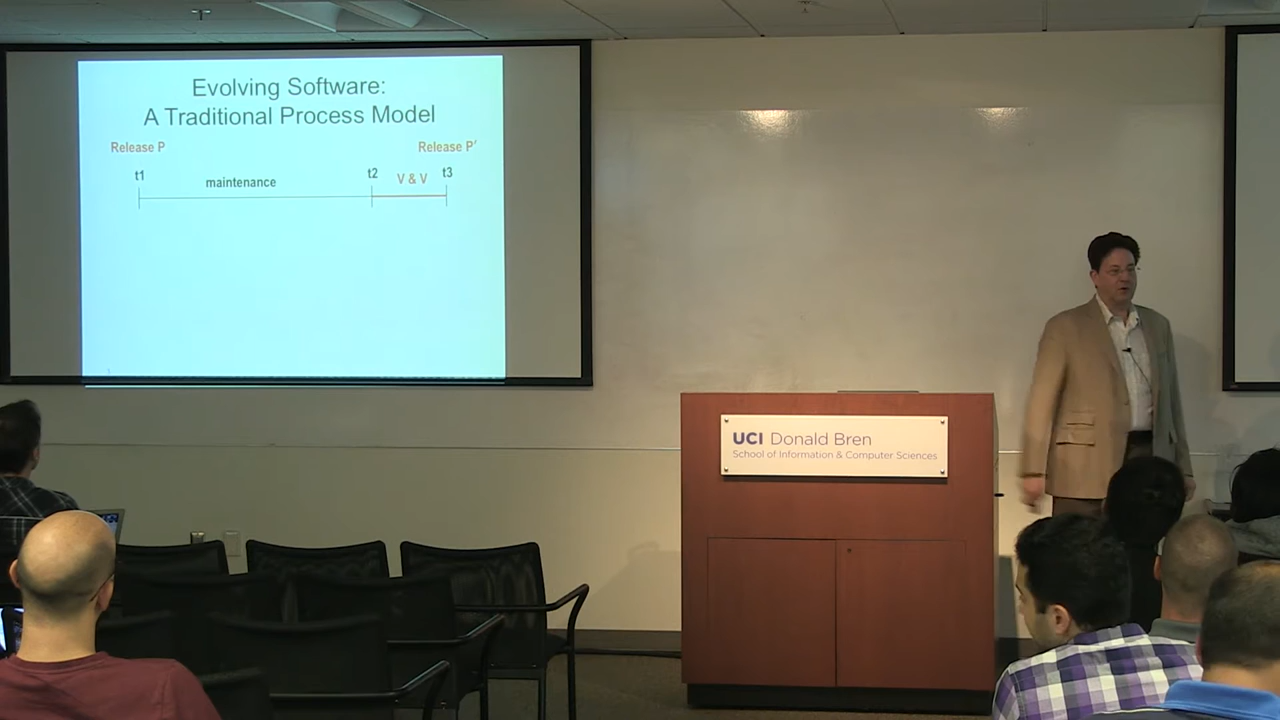 Evolving Software:
A Traditional Process Model
Release P
Release P'
t1
maintenance
t2
V & V
t3
UCI Donald Bren
School of Information & Computer Sciences